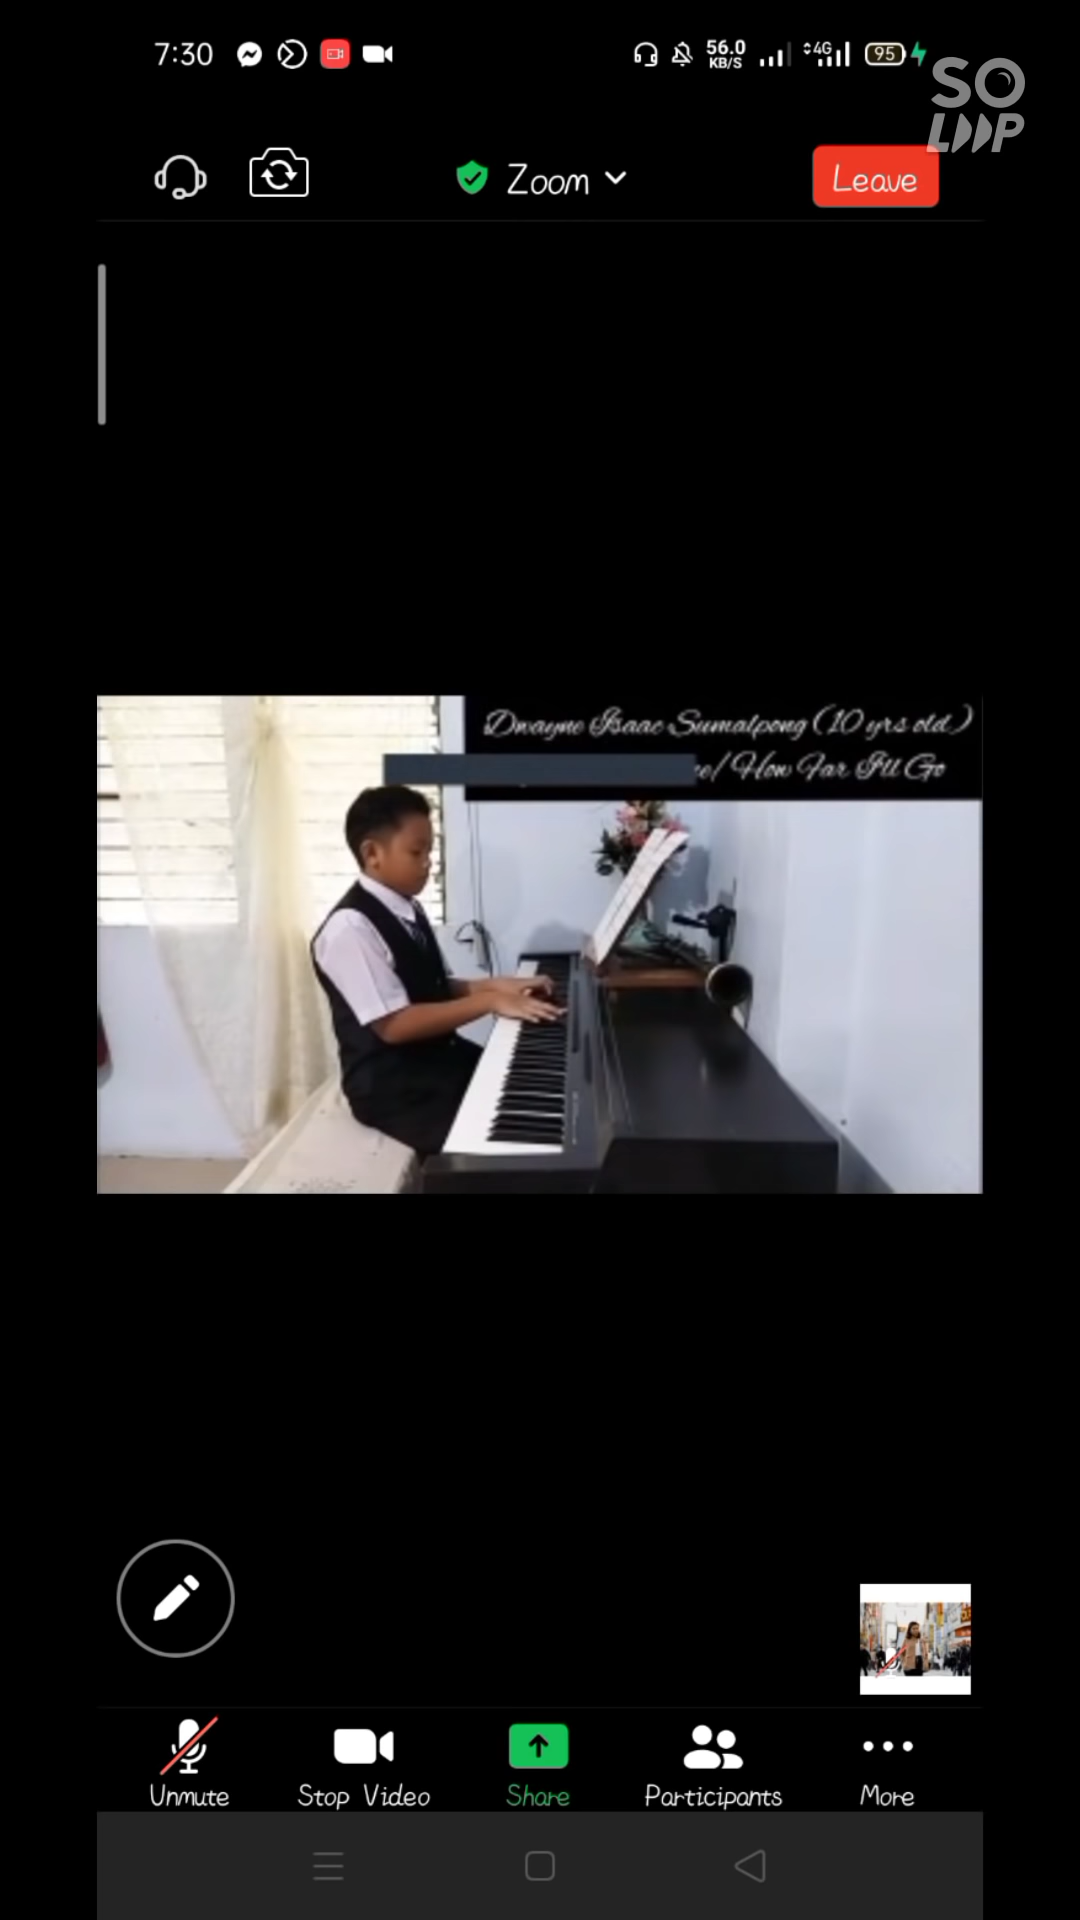 7:30
56.0
KB/S
4G
95
SO
LOOP
Zoom
Leave
Dwayne Isaac Sumalpong (10 yrs old)
/ How Far I'll Go
Unmute
Stop Video
Share
Participants
More